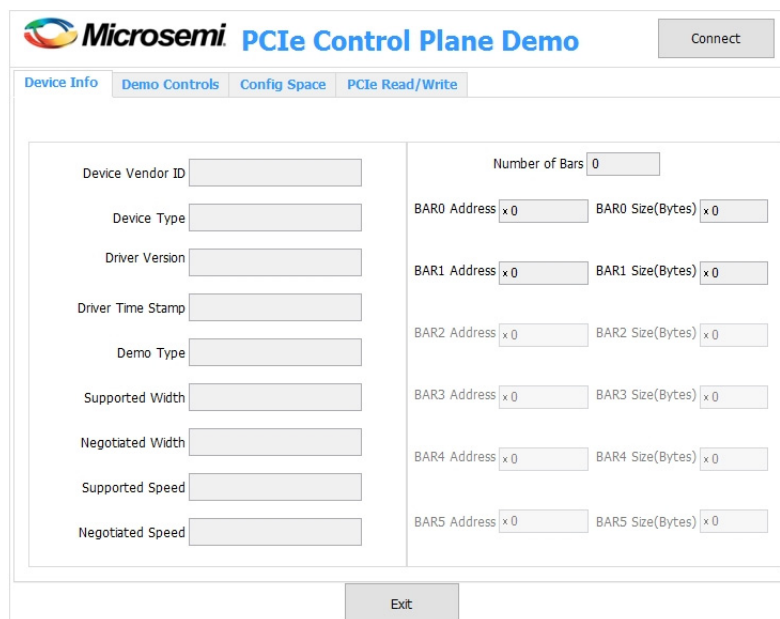 Microsemi. PCIe Control Plane Demo
Connect
Device Info Demo Controls Config Space PCIe Read/Write
Device Vendor ID
Device Type
Driver Version
Driver Time Stamp
Demo Type
Supported Width
Negotiated Width
Supported Speed
Negotiated Speed
Number of Bars 0
BAR0 Address x 0 BAR0 Size(Bytes) x 0
BAR1 Address x 0 BAR1 Size(Bytes) x 0
BAR2 Address x 0 BAR2 Size(Bytes) x 0
BAR3 Address x 0 BAR3 Size(Bytes) x 0
BAR4 Address x 0 BAR4 Size(Bytes) x 0
BAR5 Address x 0 BAR5 Size(Bytes) x 0
Exit